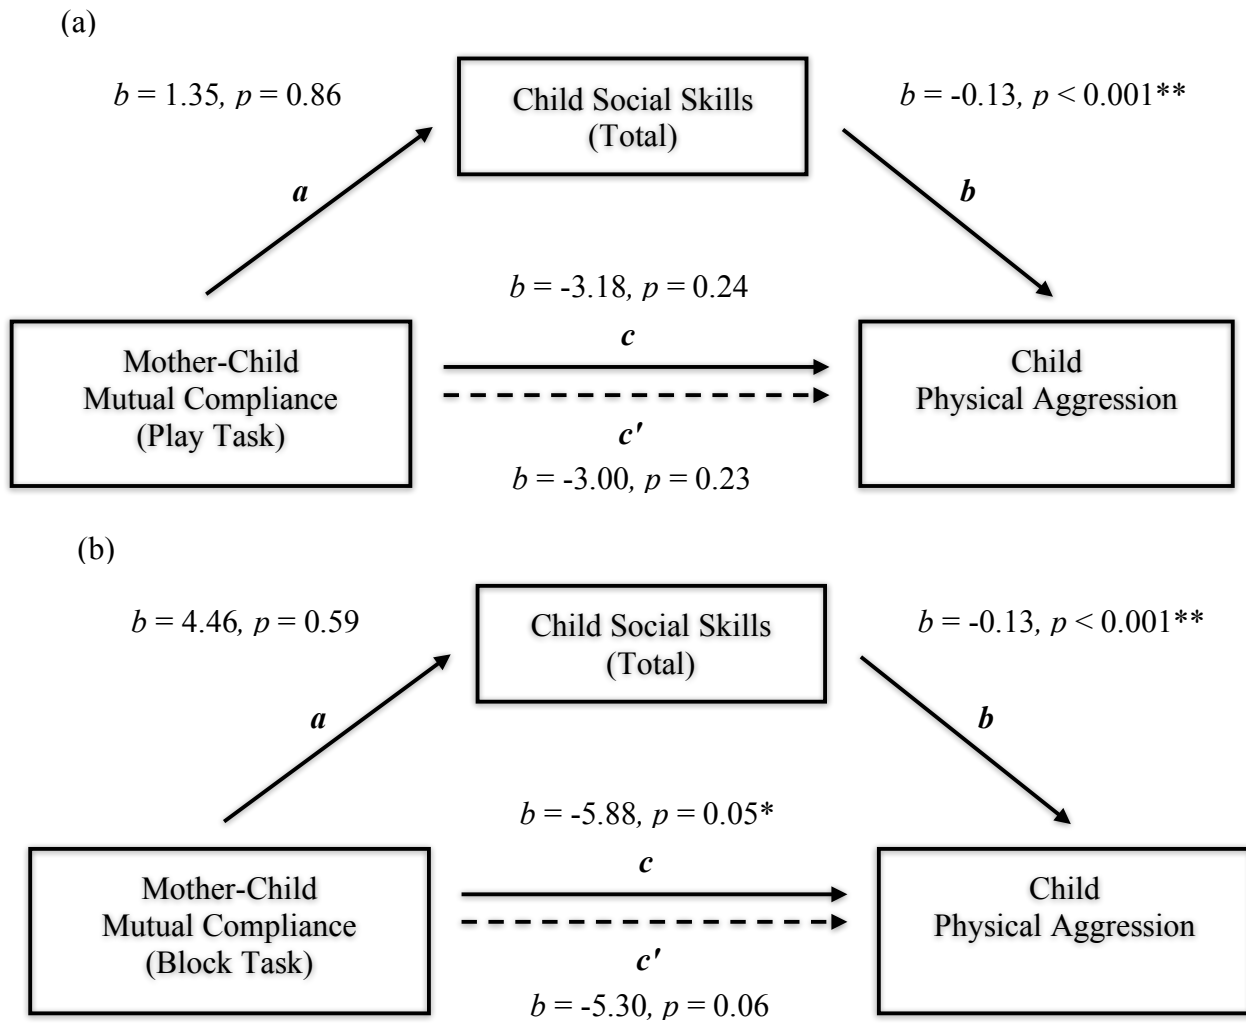 (a)
b = 1.35, p = 0.86
Child Social Skills
(Total)
b = -0.13, p < 0.001**
a
b
b = -3.18, p = 0.24
c
Mother-Child
Mutual Compliance
(Play Task)
Child
Physical Aggression
c'
b = -3.00, p = 0.23
(b)
b = 4.46, p = 0.59
Child Social Skills
(Total)
b = -0.13, p < 0.001**
a
b
b = -5.88, p = 0.05*
c
Mother-Child
Mutual Compliance
(Block Task)
Child
Physical Aggression
c'
b = -5.30, p = 0.06